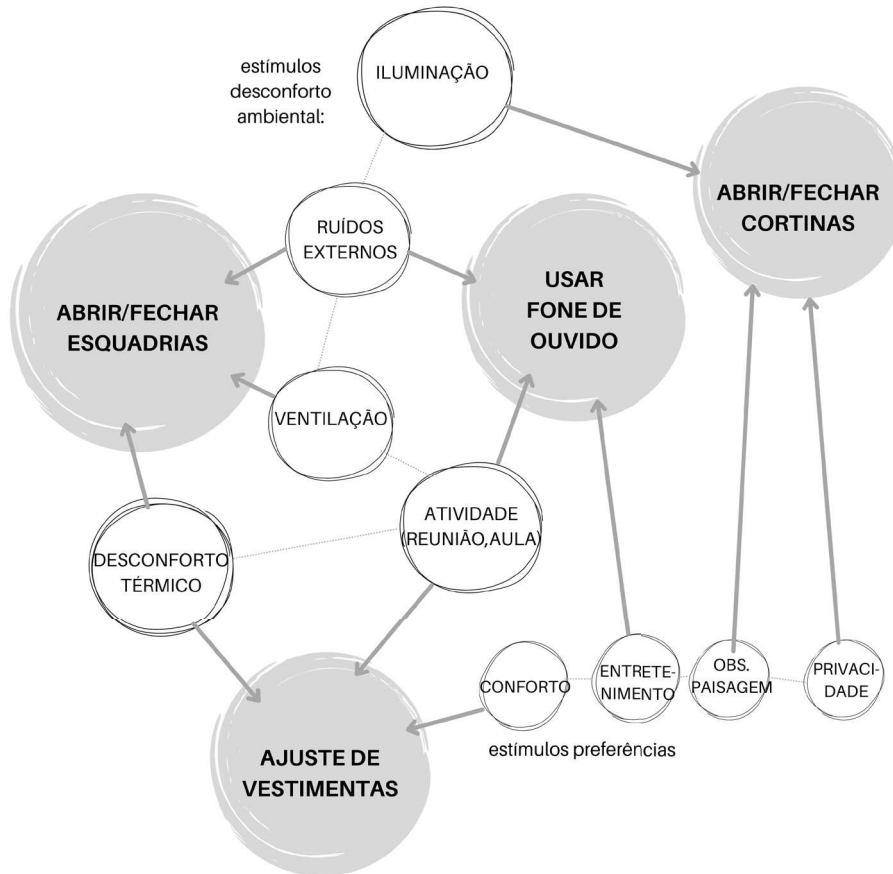 estímulos
desconforto
ambiental:
ILUMINAÇÃO
ABRIR/FECHAR
CORTINAS
RUÍDOS
EXTERNOS
ABRIR/FECHAR
ESQUADRIAS
USAR
FONE DE
OUVIDO
VENTILAÇÃO
ATIVIDADE
(REUNIÃO,AULA)
DESCONFORTO
TÉRMICO
CONFORTO
ENTRETE-
NIMENTO
OBS.
PAISAGEM
PRIVACI-
DADE
estímulos preferências
AJUSTE DE
VESTIMENTAS